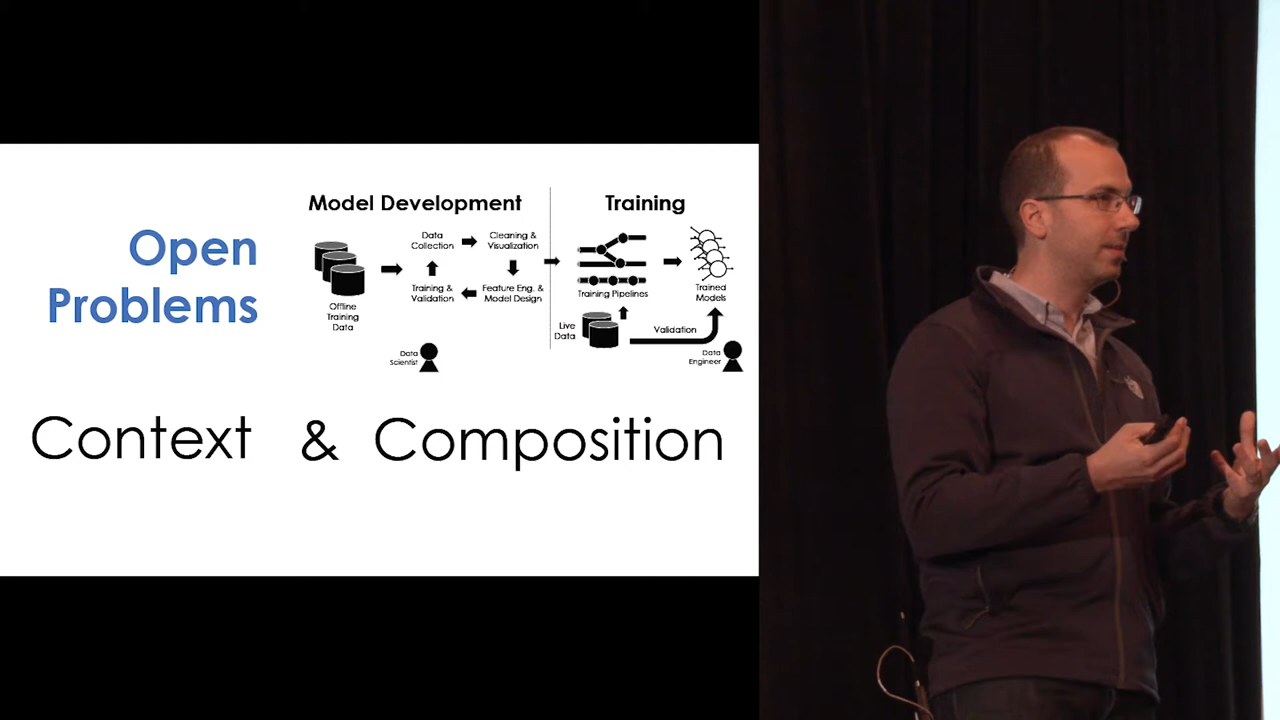 Open
Problems
Model Development
Training
Data
Collection
Cleaning &
Visualization
Training &
Validation
Feature Eng. &
Model Design
Offline
Training
Data
Data
Scientist
Training Pipelines
Trained
Models
Live
Data
Validation
Data
Engineer
Context & Composition